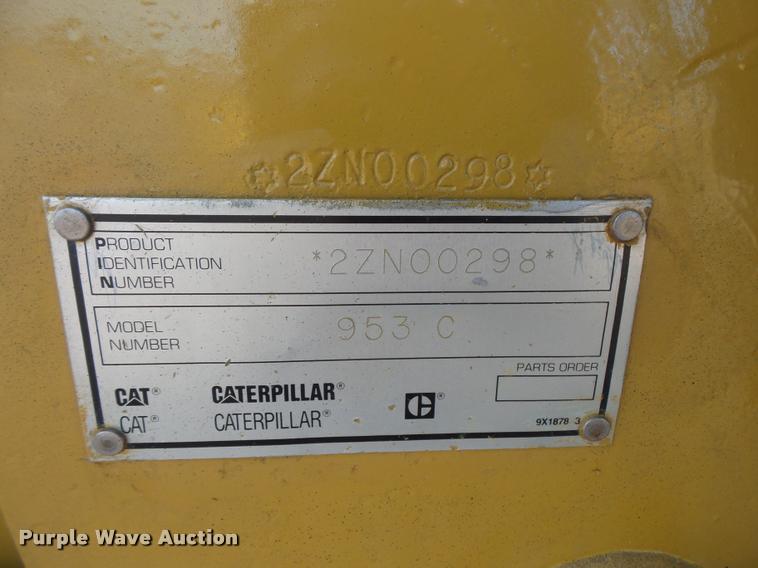 ☆2ZN00298☆
PRODUCT
IDENTIFICATION
NUMBER
*2ZN00298*
MODEL
NUMBER
953 C
PARTS ORDER
CAT® CATERPILLAR®
CAT® CATERPILLAR®
C®
9X1878 3
Purple Wave Auction